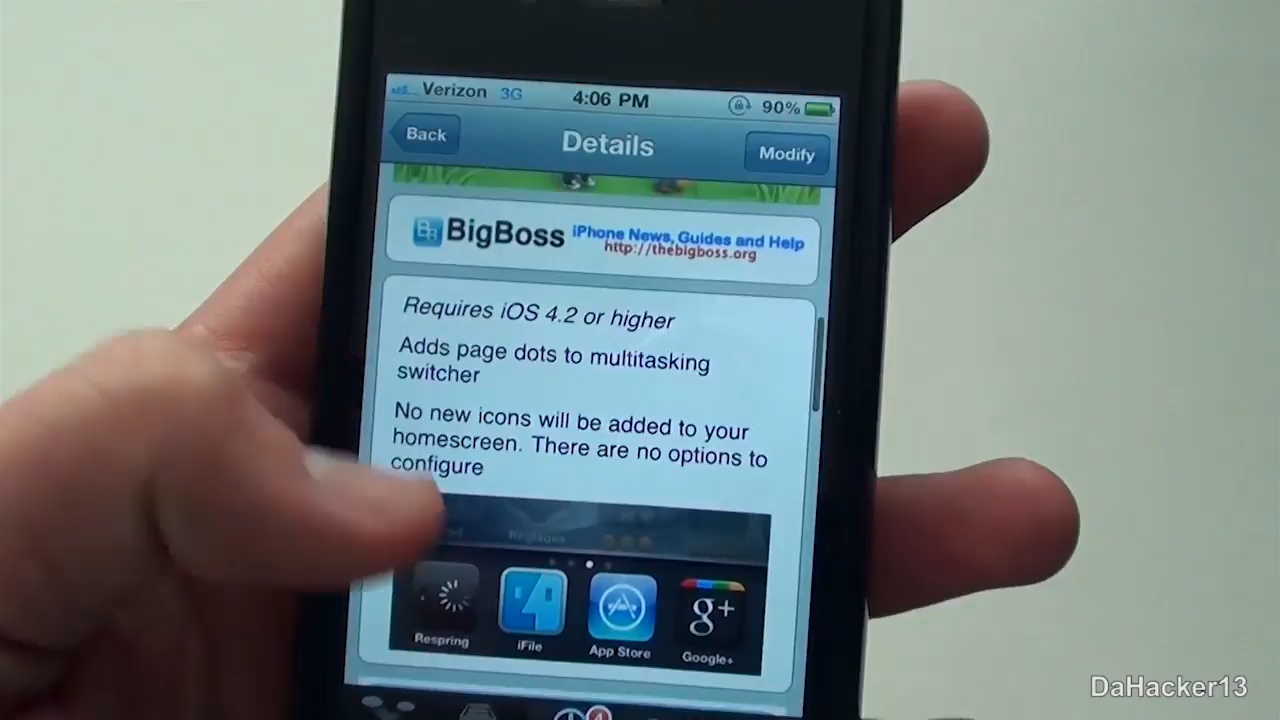 Verizon 3G 4:06 PM 90%
Back Details Modify
BigBoss iPhone News, Guides and Help
http://thebigboss.org
Requires iOS 4.2 or higher
Adds page dots to multitasking
switcher
No new icons will be added to your
homescreen. There are no options to
configure
Réglages
Respring iFile App Store Google+
4
DaHacker13